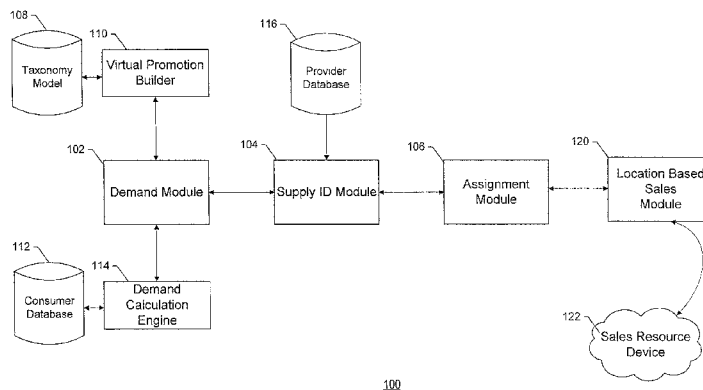 108
Taxonomy
Model
110
Virtual Promotion
Builder
116
Provider
Database
102
Demand Module
104
Supply ID Module
106
Assignment
Module
120
Location Based
Sales
Module
112
Consumer
Database
114
Demand
Calculation
Engine
122
Sales Resource
Device
100